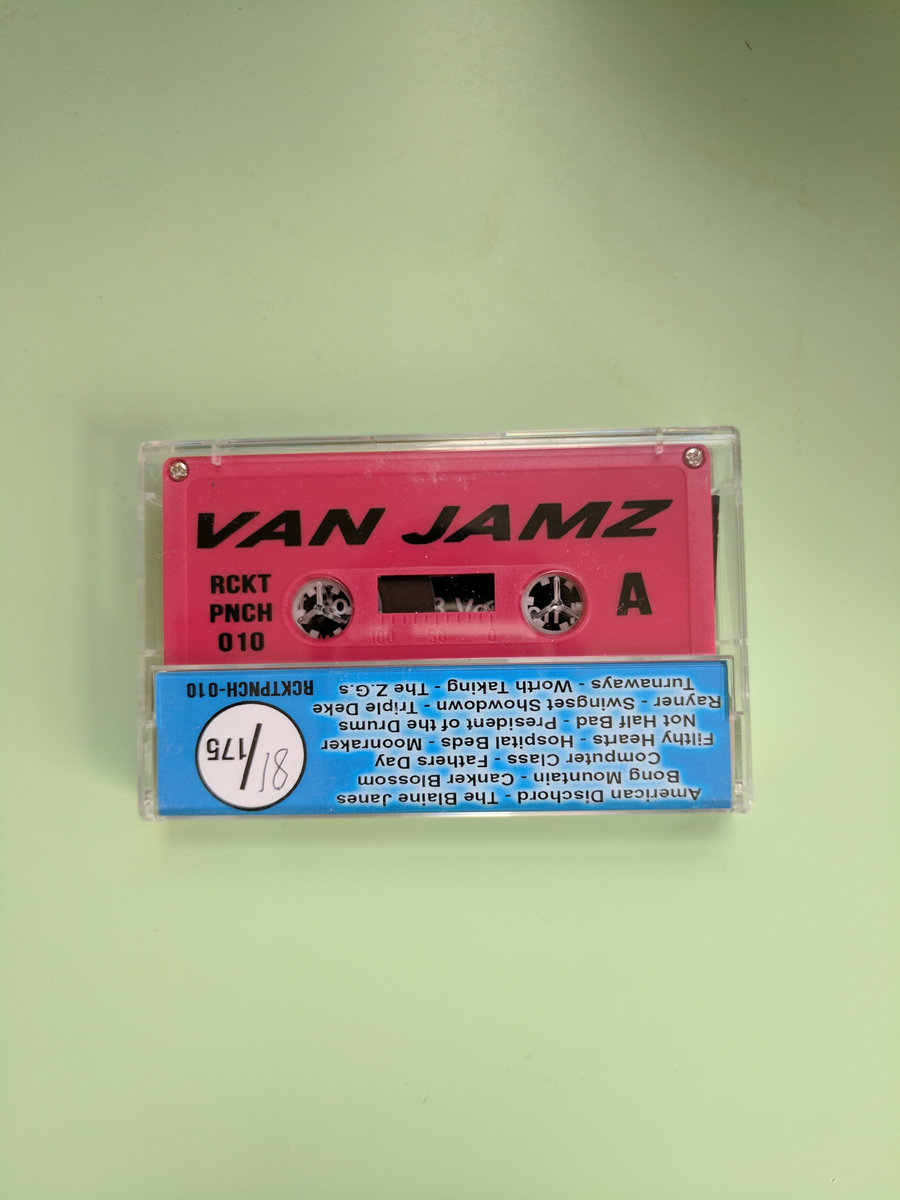 VAN JAMZ
RCKT
PNCH
010
A
100 50 0
American Dischord - The Blaine Janes
Bong Mountain - Canker Blossom
Computer Class - Fathers Day
Filthy Hearts - Hospital Beds - Moonraker
Not Half Bad - President of the Drums
Rayner - Swingset Showdown - Triple Deke
Turnaways - Worth Taking - The Z.G.s
/175
RCKTPNCH-010